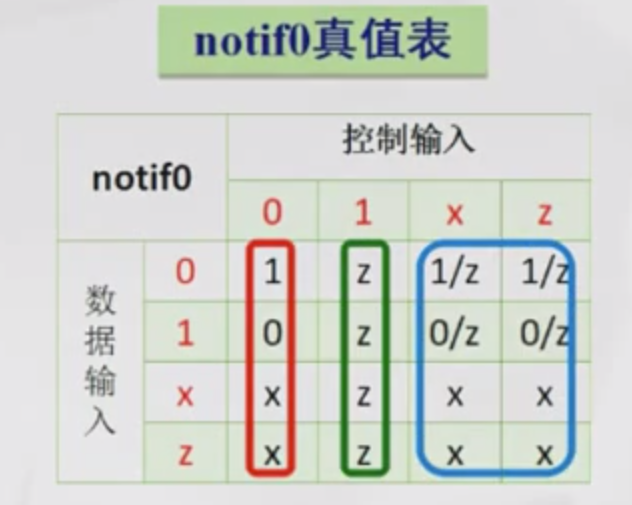 notif0真值表
notif0 控制输入
0 1 x z
数据输入
0 1 z 1/z 1/z
1 0 z 0/z 0/z
x x z x x
z x z x x